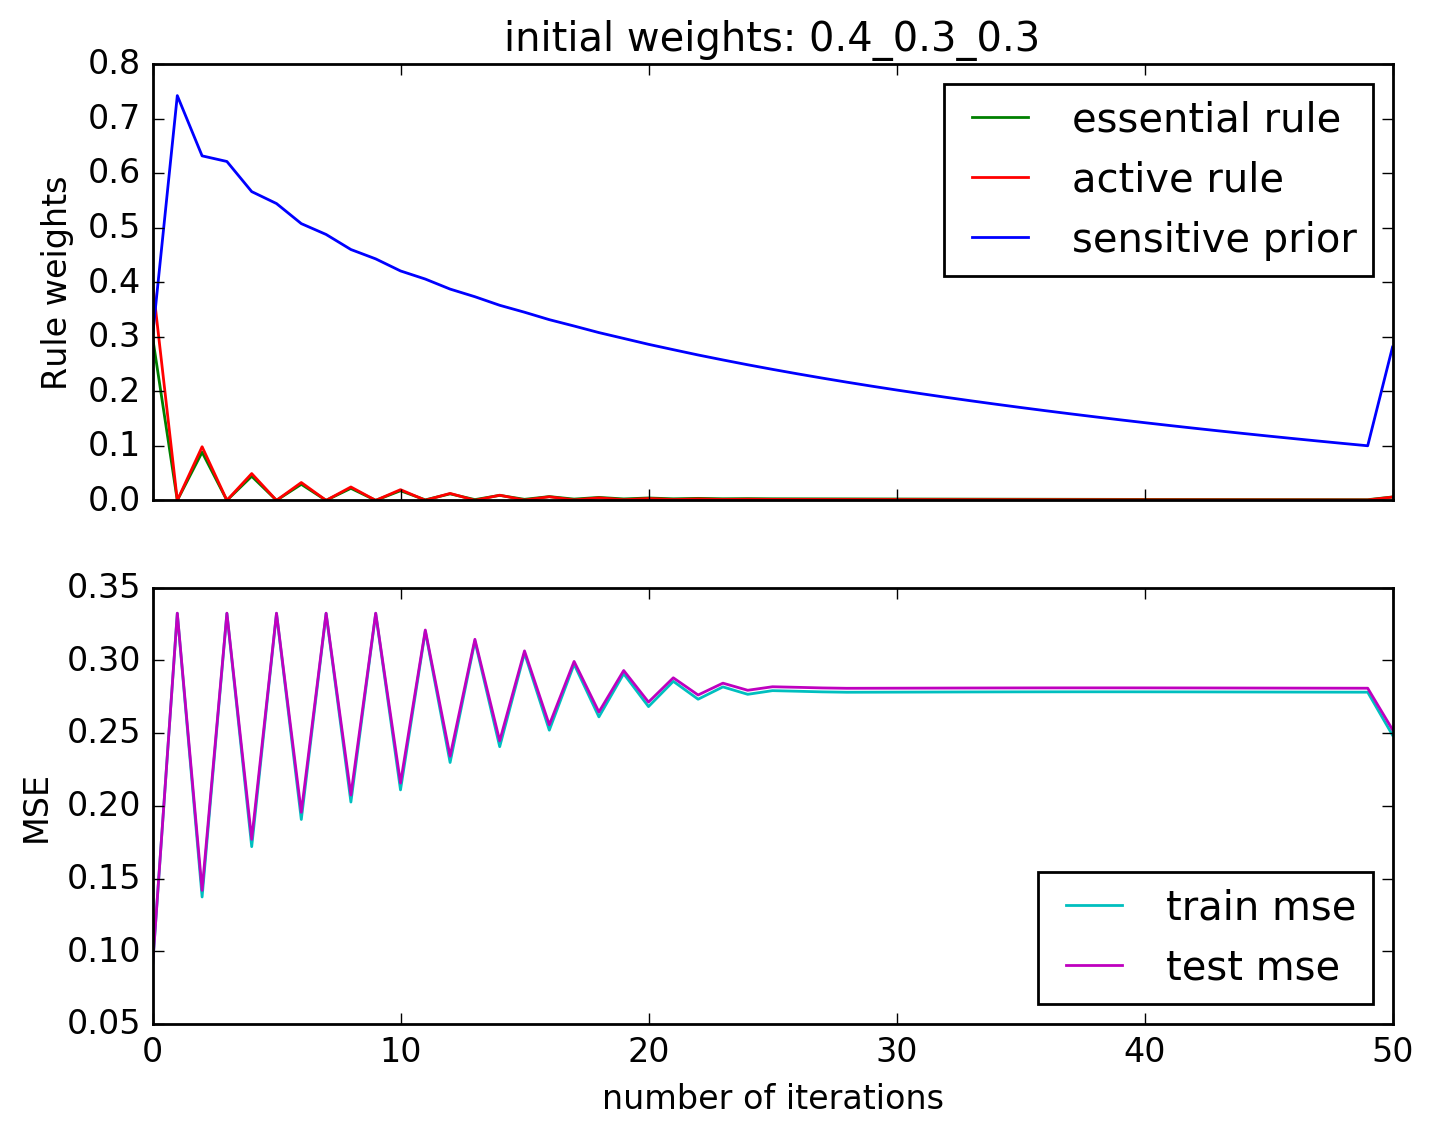 initial weights: 0.4_0.3_0.3
0.8
0.7
0.6
0.5
0.4
0.3
0.2
0.1
0.0
Rule weights
essential rule
active rule
sensitive prior
0.35
0.30
0.25
0.20
0.15
0.10
0.05
MSE
train mse
test mse
0 10 20 30 40 50
number of iterations